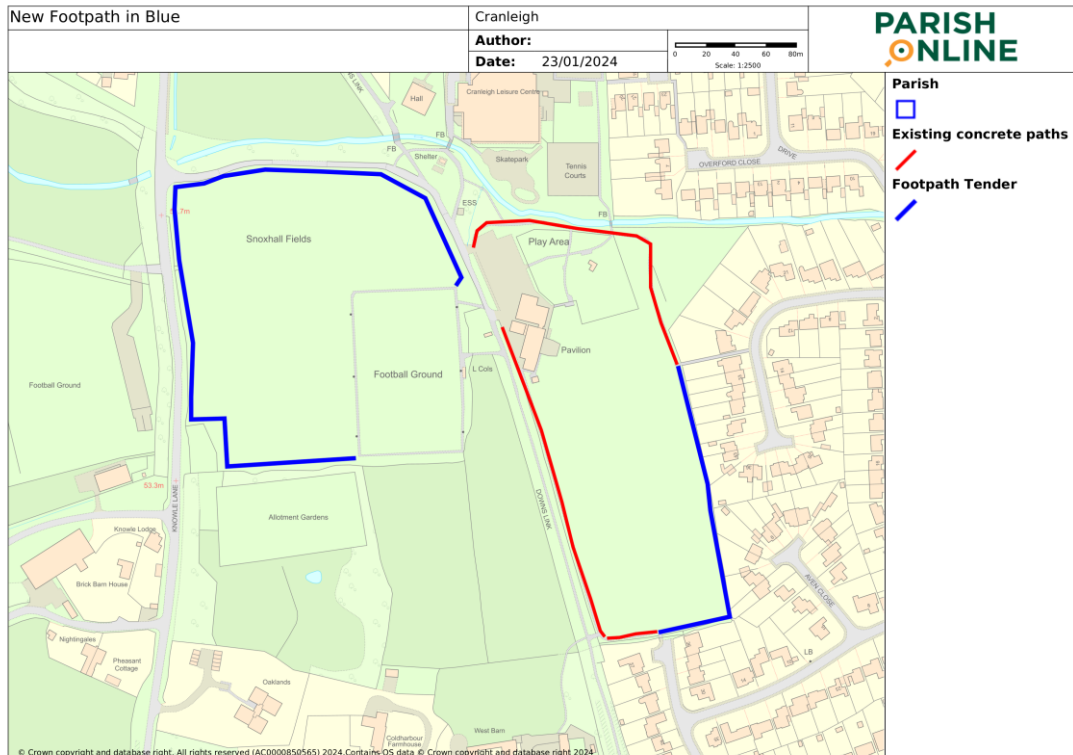 New Footpath in Blue
Cranleigh
Author:
Date: 23/01/2024
0 20 40 60 80m
Scale: 1:2500
PARISH
ONLINE
Parish
Existing concrete paths
Footpath Tender
Hall
Cranleigh Leisure Centre
FB
FB
Shelter
Skatepark
Tennis
Courts
OVERFORD CLOSE
DRIVE
ESS
FB
Snoxhall Fields
Play Area
Pavilion
Football Ground
L Cols
Football Ground
53.3m
KNOWLE LANE
DOWNS LINK
Allotment Gardens
Knowle Lodge
Brick Barn House
AVEN CLOSE
Nightingales
Pheasant
Cottage
Oaklands
LB
West Barn
Coldharbour
Farmhouse
© Crown copyright and database right. All rights reserved (AC0000850565) 2024.Contains OS data © Crown copyright and database right 2024